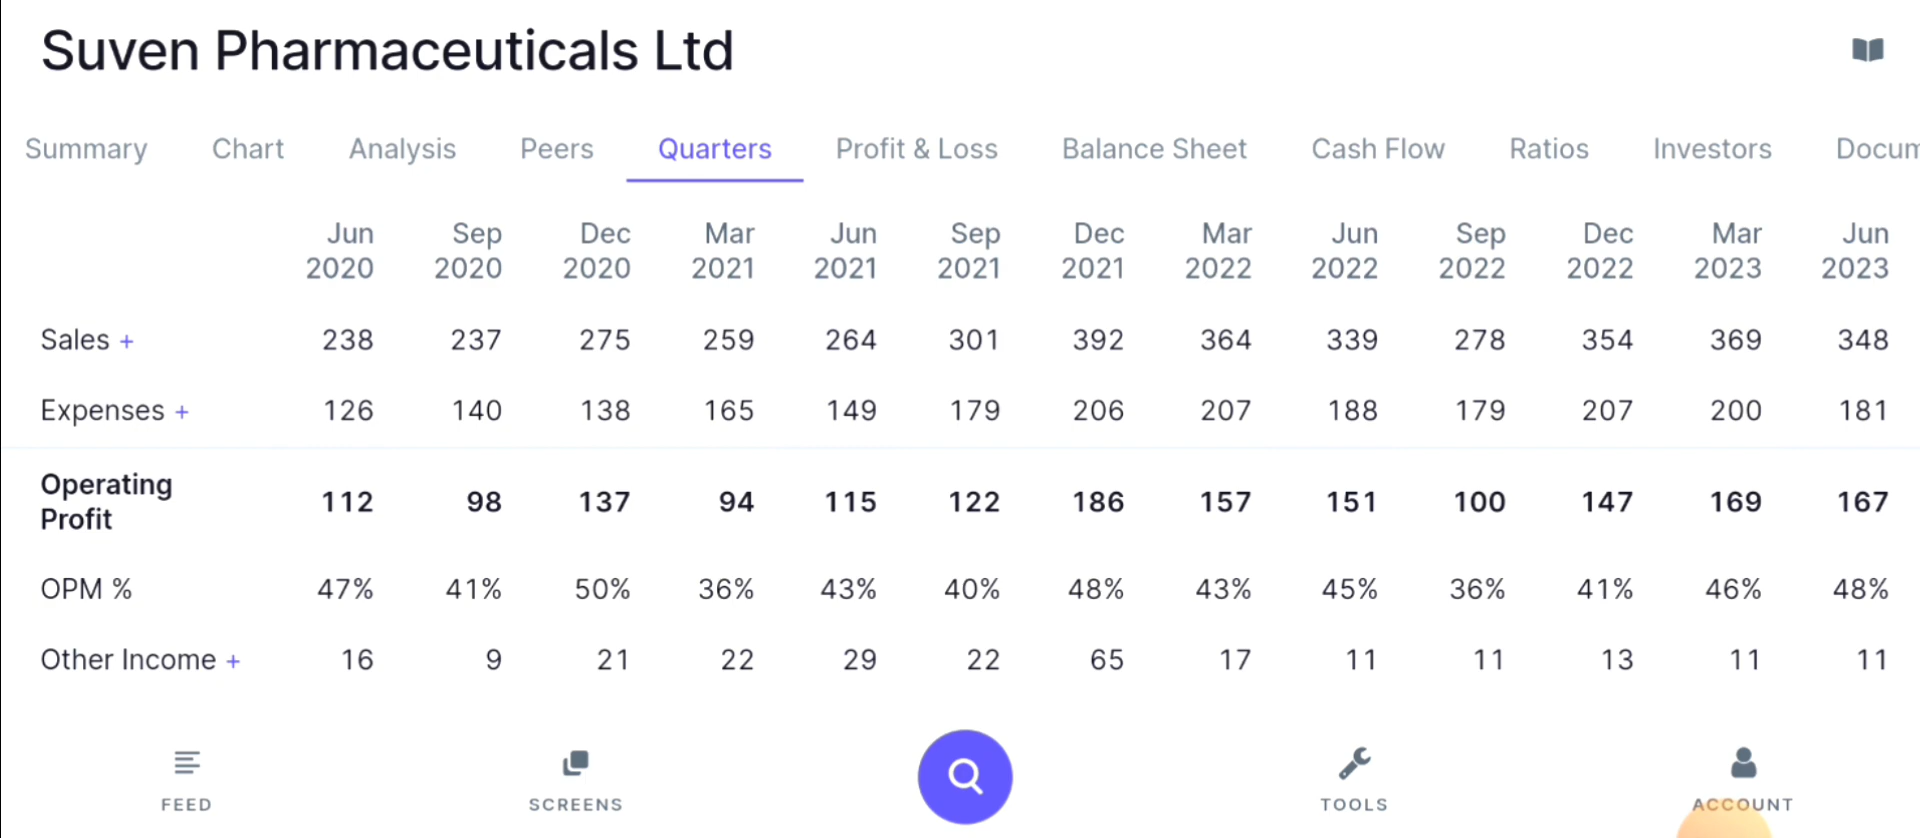 Suven Pharmaceuticals Ltd
Summary Chart Analysis Peers Quarters Profit & Loss Balance Sheet Cash Flow Ratios Investors Docum
Jun Sep Dec Mar Jun Sep Dec Mar Jun Sep Dec Mar Jun
2020 2020 2020 2021 2021 2021 2021 2022 2022 2022 2022 2023 2023
Sales + 238 237 275 259 264 301 392 364 339 278 354 369 348
Expenses + 126 140 138 165 149 179 206 207 188 179 207 200 181
Operating
Profit 112 98 137 94 115 122 186 157 151 100 147 169 167
OPM % 47% 41% 50% 36% 43% 40% 48% 43% 45% 36% 41% 46% 48%
Other Income + 16 9 21 22 29 22 65 17 11 11 13 11 11
FEED SCREENS TOOLS ACCOUNT